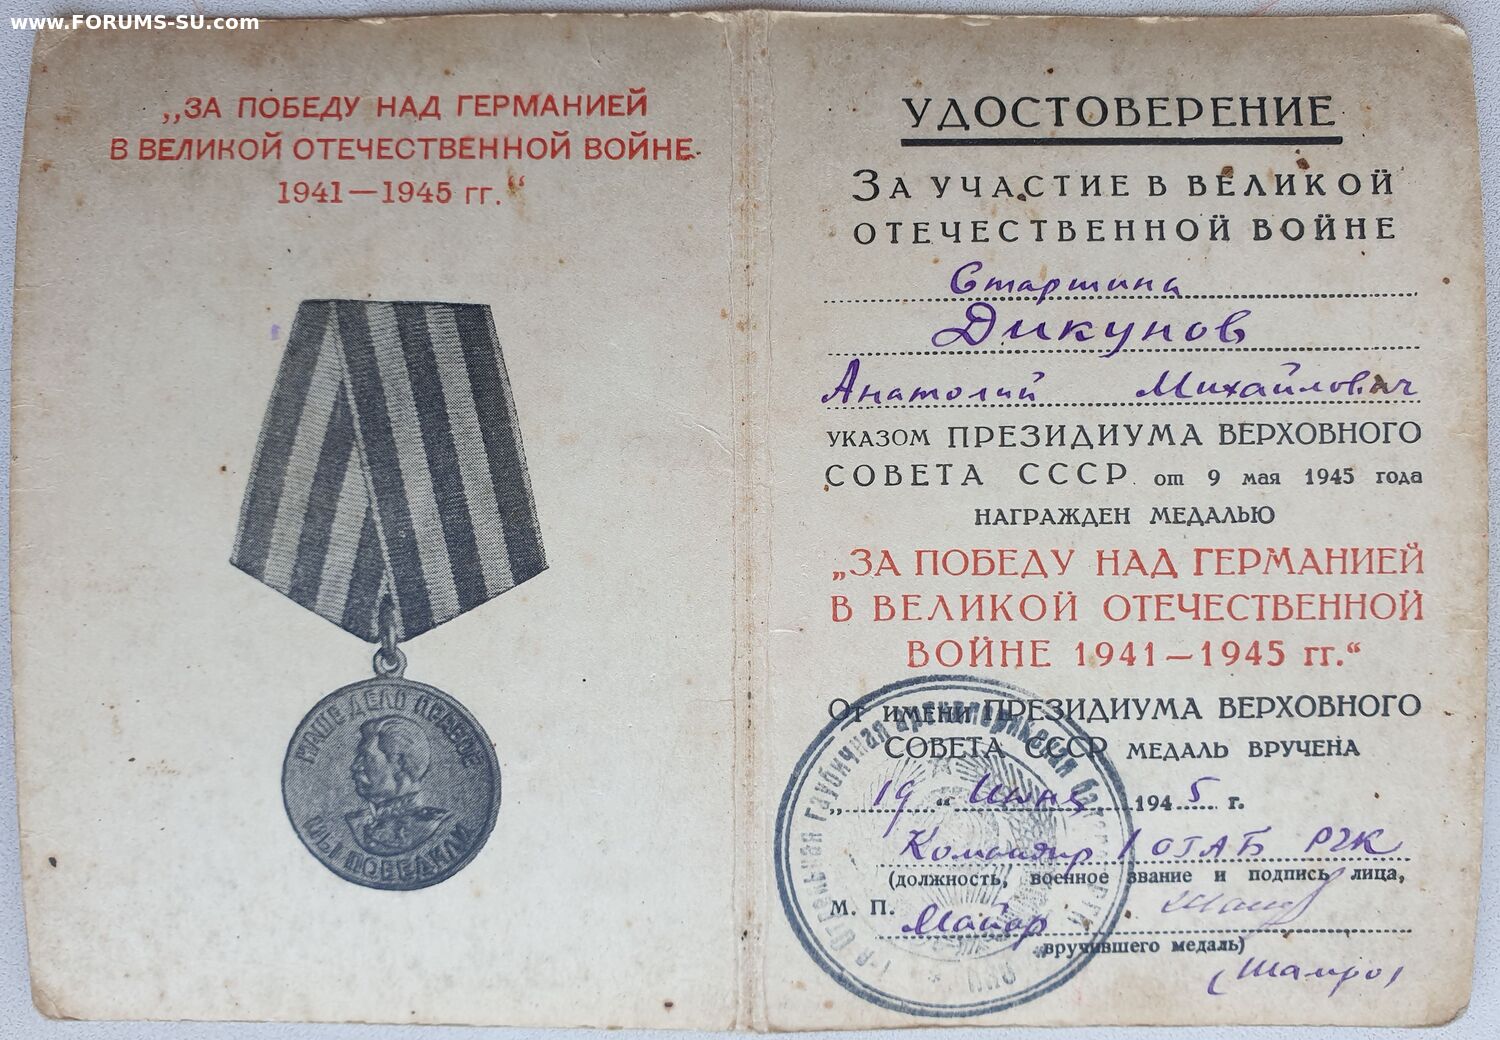 www.FORUMS-SU.com
„ЗА ПОБЕДУ НАД ГЕРМАНИЕЙ
В ВЕЛИКОЙ ОТЕЧЕСТВЕННОЙ ВОЙНЕ
1941—1945 гг.“
НАШЕ ДЕЛО ПРАВОЕ
МЫ ПОБЕДИЛИ
УДОСТОВЕРЕНИЕ
ЗА УЧАСТИЕ В ВЕЛИКОЙ
ОТЕЧЕСТВЕННОЙ ВОЙНЕ
Старшина
Дикунов
Анатолий Михайлович
УКАЗОМ ПРЕЗИДИУМА ВЕРХОВНОГО
СОВЕТА СССР от 9 мая 1945 года
НАГРАЖДЕН МЕДАЛЬЮ
„ЗА ПОБЕДУ НАД ГЕРМАНИЕЙ
В ВЕЛИКОЙ ОТЕЧЕСТВЕННОЙ
ВОЙНЕ 1941—1945 гг.“
От имени ПРЕЗИДИУМА ВЕРХОВНОГО
СОВЕТА СССР МЕДАЛЬ ВРУЧЕНА
„19“ Июня 1945 г.
Командир 1 ОГАБ РГК
(должность, военное звание и подпись лица,
М. П. Майор
вручившего медаль)